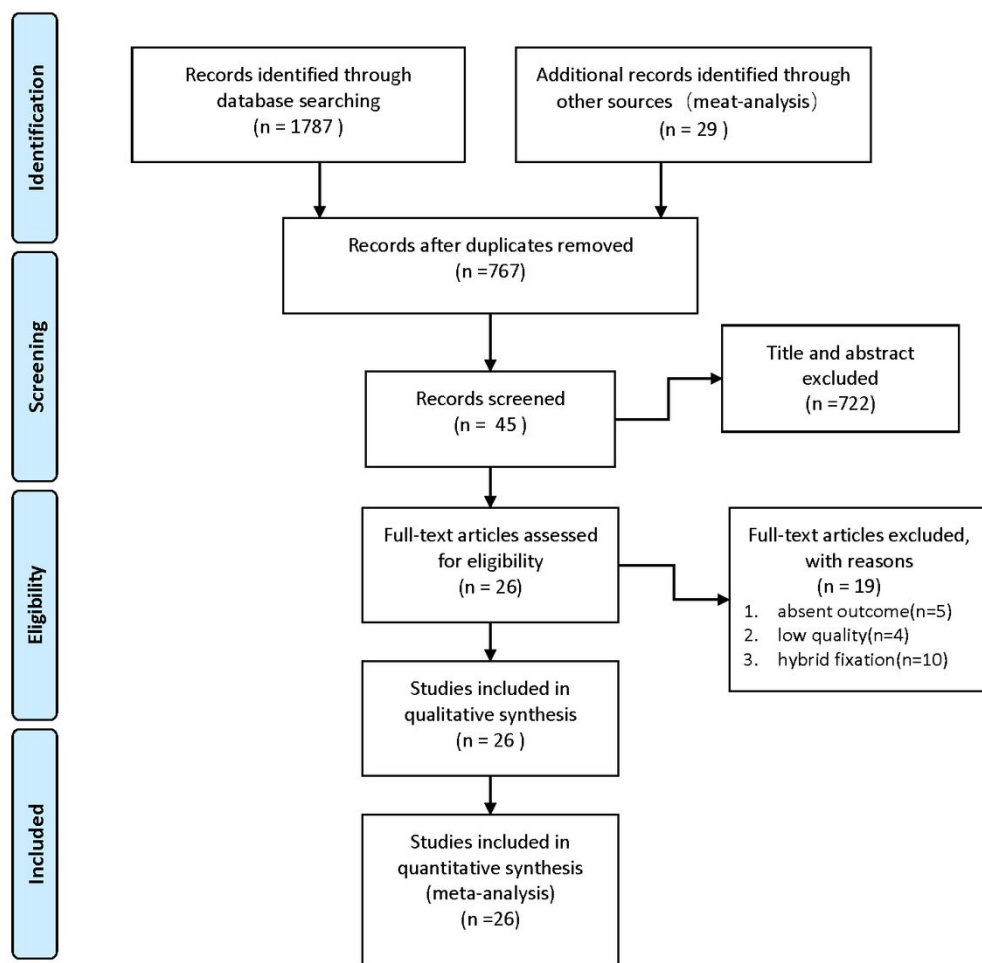 Identification
Records identified through
database searching
(n = 1787 )
Additional records identified through
other sources （meat-analysis）
(n = 29 )
Records after duplicates removed
(n =767)
Screening
Records screened
(n = 45 )
Title and abstract
excluded
(n =722)
Eligibility
Full-text articles assessed
for eligibility
(n = 26)
Full-text articles excluded,
with reasons
(n = 19)
1. absent outcome(n=5)
2. low quality(n=4)
3. hybrid fixation(n=10)
Studies included in
qualitative synthesis
(n = 26 )
Included
Studies included in
quantitative synthesis
(meta-analysis)
(n =26)